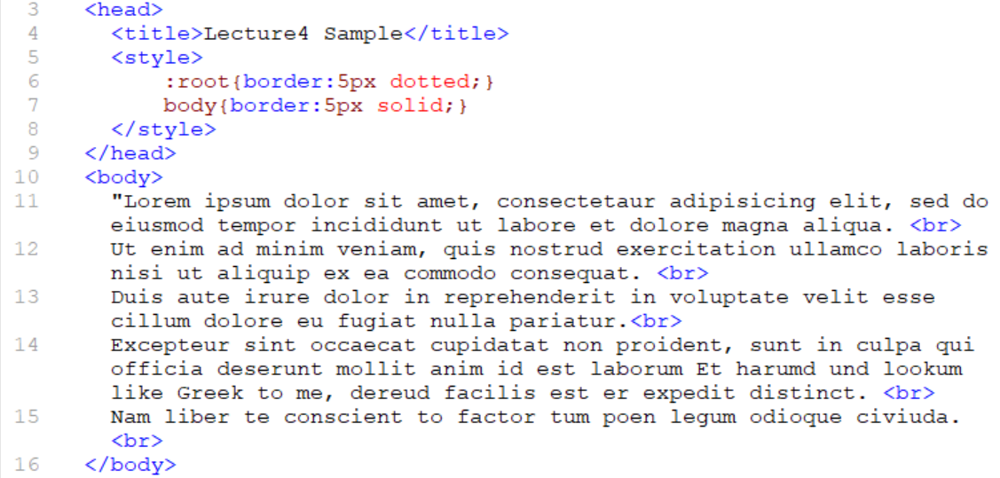 3 <head>
4 <title>Lecture4 Sample</title>
5 <style>
6 :root{border:5px dotted;}
7 body{border:5px solid;}
8 </style>
9 </head>
10 <body>
11 "Lorem ipsum dolor sit amet, consectetaur adipisicing elit, sed do
eiusmod tempor incididunt ut labore et dolore magna aliqua. <br>
12 Ut enim ad minim veniam, quis nostrud exercitation ullamco laboris
nisi ut aliquip ex ea commodo consequat. <br>
13 Duis aute irure dolor in reprehenderit in voluptate velit esse
cillum dolore eu fugiat nulla pariatur.<br>
14 Excepteur sint occaecat cupidatat non proident, sunt in culpa qui
officia deserunt mollit anim id est laborum Et harumd und lookum
like Greek to me, dereud facilis est er expedit distinct. <br>
15 Nam liber te conscient to factor tum poen legum odioque civiuda.
<br>
16 </body>